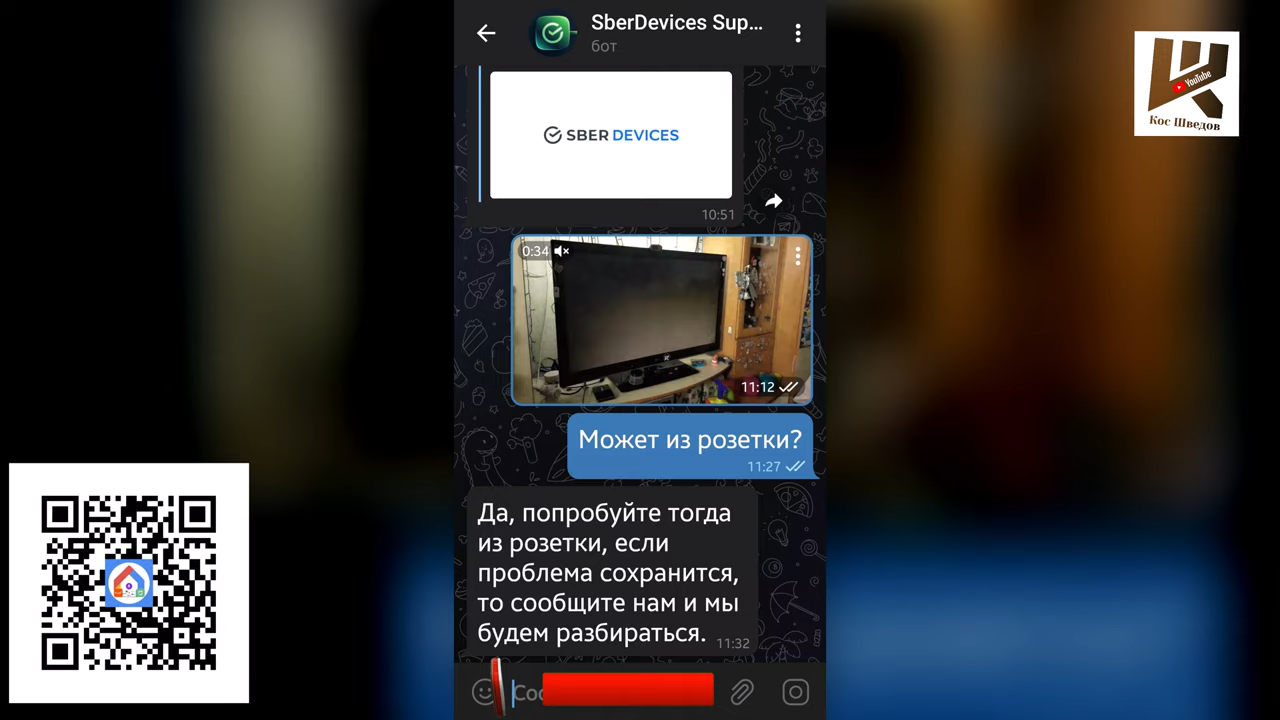 SberDevices Sup...
бот
SBER DEVICES
10:51
0:34
11:12
Может из розетки?
11:27
Да, попробуйте тогда
из розетки, если
проблема сохранится,
то сообщите нам и мы
будем разбираться.
11:32
Соо
YouTube
Кос Шведов